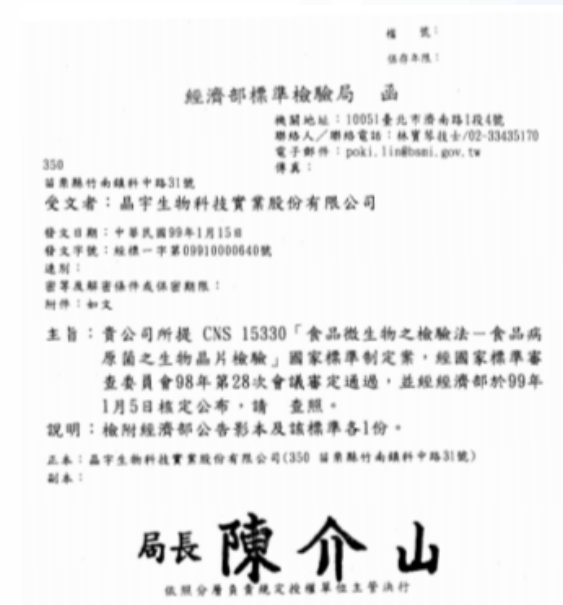 檔　號：
保存年限：
經濟部標準檢驗局　函
機關地址：10051臺北市濟南路1段4號
聯絡人／聯絡電話：林寶琴技士/02-33435170
電子郵件：poki.lin@bsmi.gov.tw
傳真：
350
苗栗縣竹南鎮科中路31號
受文者：晶宇生物科技實業股份有限公司
發文日期：中華民國99年1月15日
發文字號：經標一字第09910000640號
速別：
密等及解密條件或保密期限：
附件：如文
主旨：貴公司所提 CNS 15330「食品微生物之檢驗法－食品病
原菌之生物晶片檢驗」國家標準制定案，經國家標準審
查委員會98年第28次會議審定通過，並經經濟部於99年
1月5日核定公布，請　查照。
說明：檢附經濟部公告影本及該標準各1份。
正本：晶宇生物科技實業股份有限公司(350 苗栗縣竹南鎮科中路31號)
副本：
局長 陳介山
依照分層負責規定授權單位主管決行